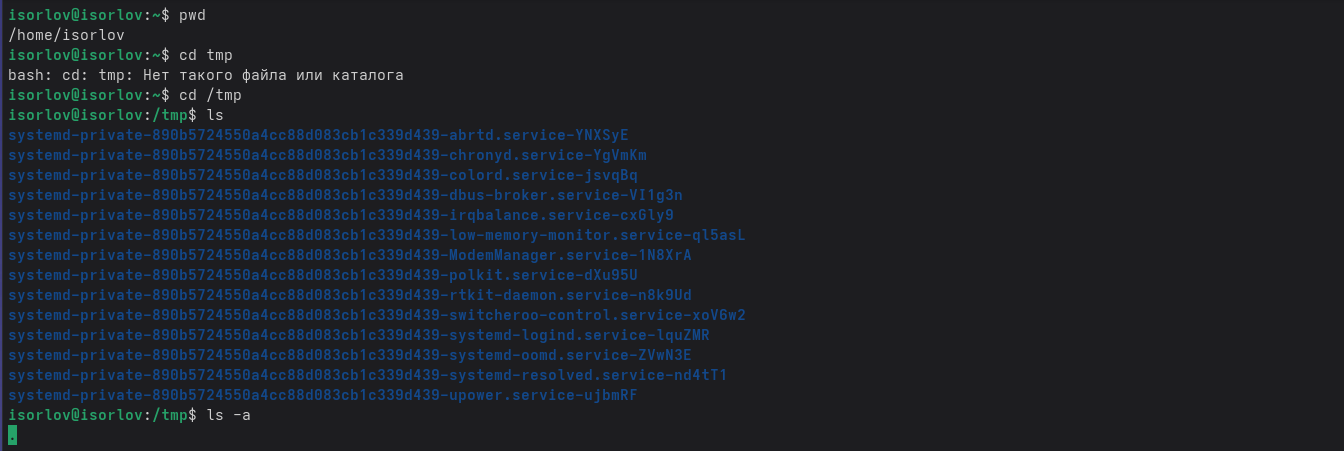 isorlov@isorlov:~$ pwd
/home/isorlov
isorlov@isorlov:~$ cd tmp
bash: cd: tmp: Нет такого файла или каталога
isorlov@isorlov:~$ cd /tmp
isorlov@isorlov:/tmp$ ls
systemd-private-890b5724550a4cc88d083cb1c339d439-abrtd.service-YNXSyE
systemd-private-890b5724550a4cc88d083cb1c339d439-chronyd.service-YgVmKm
systemd-private-890b5724550a4cc88d083cb1c339d439-colord.service-jsvqBq
systemd-private-890b5724550a4cc88d083cb1c339d439-dbus-broker.service-VI1g3n
systemd-private-890b5724550a4cc88d083cb1c339d439-irqbalance.service-cxGly9
systemd-private-890b5724550a4cc88d083cb1c339d439-low-memory-monitor.service-ql5asL
systemd-private-890b5724550a4cc88d083cb1c339d439-ModemManager.service-1N8XrA
systemd-private-890b5724550a4cc88d083cb1c339d439-polkit.service-dXu95U
systemd-private-890b5724550a4cc88d083cb1c339d439-rtkit-daemon.service-n8k9Ud
systemd-private-890b5724550a4cc88d083cb1c339d439-switcheroo-control.service-xoV6w2
systemd-private-890b5724550a4cc88d083cb1c339d439-systemd-logind.service-lquZMR
systemd-private-890b5724550a4cc88d083cb1c339d439-systemd-oomd.service-ZVwN3E
systemd-private-890b5724550a4cc88d083cb1c339d439-systemd-resolved.service-nd4tT1
systemd-private-890b5724550a4cc88d083cb1c339d439-upower.service-ujbmRF
isorlov@isorlov:/tmp$ ls -a
.